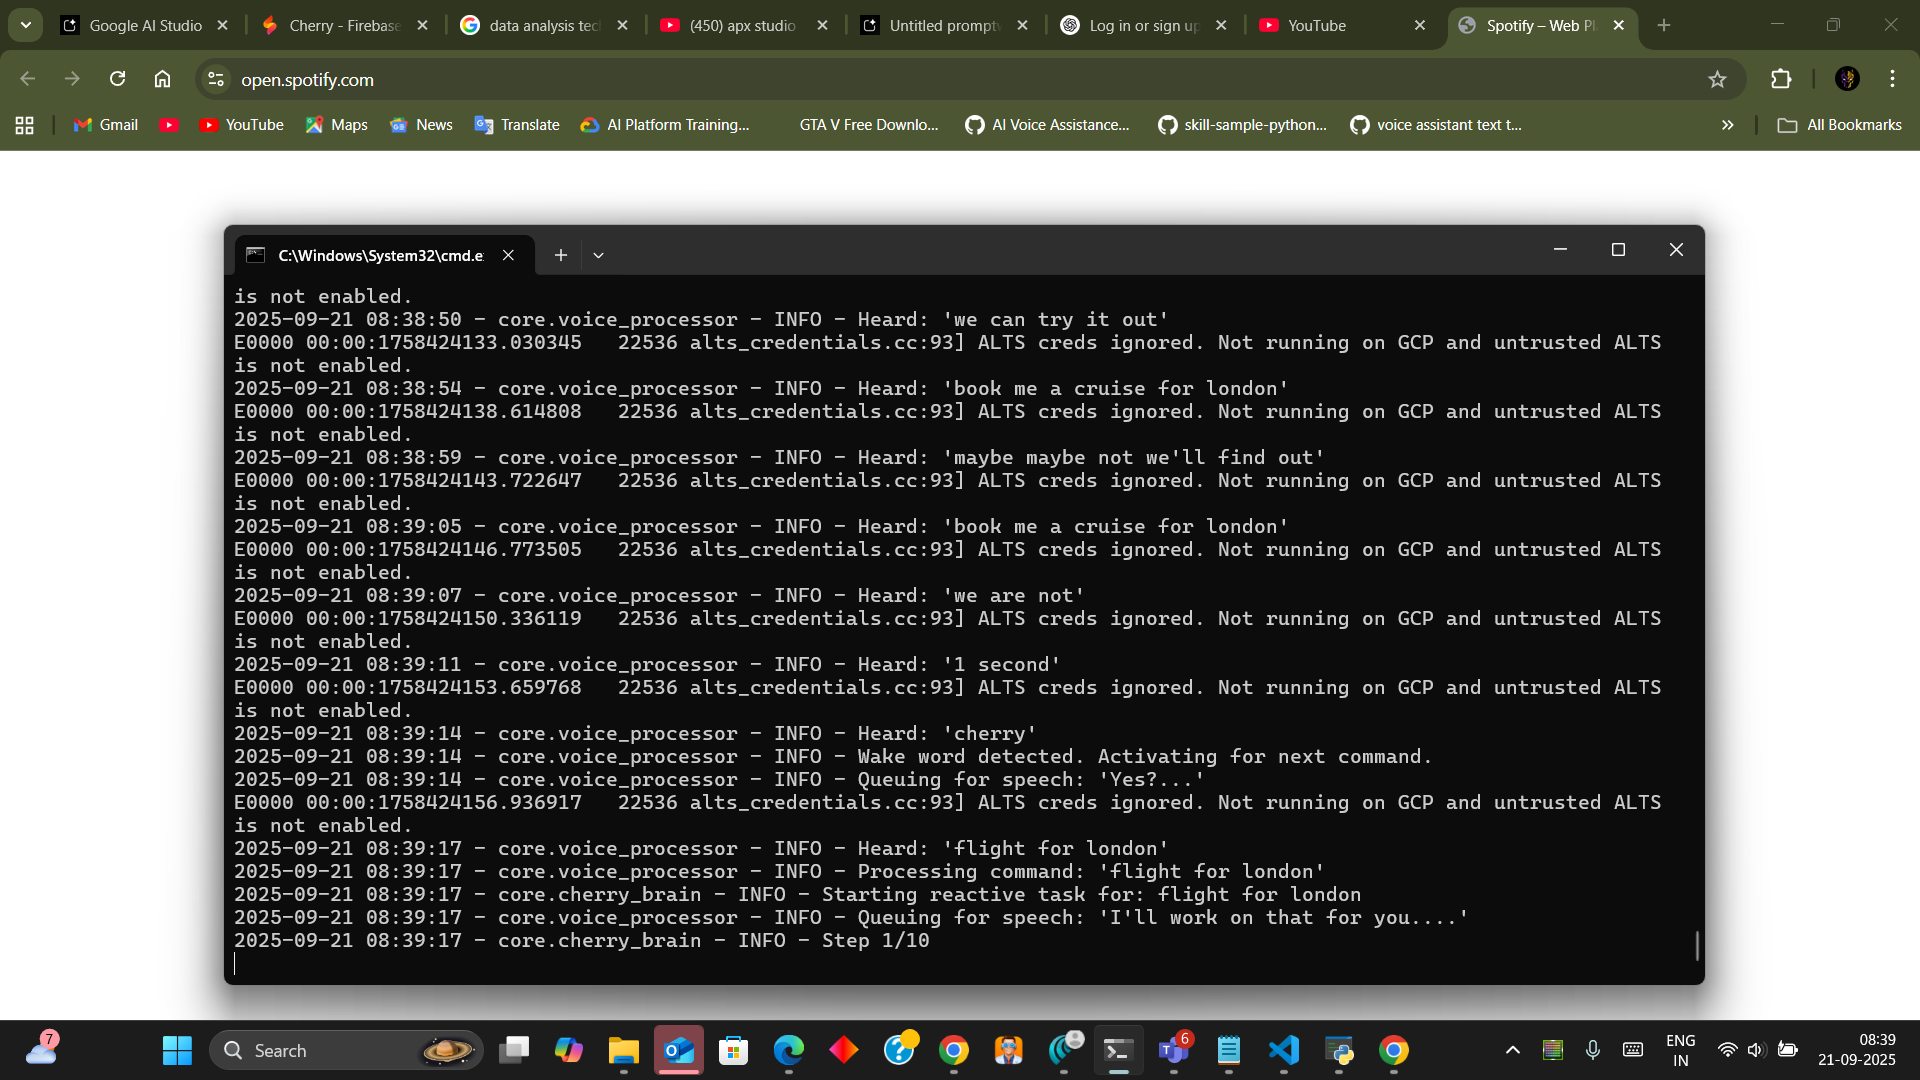 Google AI Studio
Cherry - Firebase
data analysis tec
(450) apx studio
Untitled prompt
Log in or sign up
YouTube
Spotify – Web Pl
open.spotify.com
Gmail
YouTube
Maps
News
Translate
AI Platform Training...
GTA V Free Downlo...
AI Voice Assistance...
skill-sample-python...
voice assistant text t...
»
All Bookmarks
C:\Windows\System32\cmd.e
is not enabled.
2025-09-21 08:38:50 - core.voice_processor - INFO - Heard: 'we can try it out'
E0000 00:00:1758424133.030345   22536 alts_credentials.cc:93] ALTS creds ignored. Not running on GCP and untrusted ALTS
is not enabled.
2025-09-21 08:38:54 - core.voice_processor - INFO - Heard: 'book me a cruise for london'
E0000 00:00:1758424138.614808   22536 alts_credentials.cc:93] ALTS creds ignored. Not running on GCP and untrusted ALTS
is not enabled.
2025-09-21 08:38:59 - core.voice_processor - INFO - Heard: 'maybe maybe not we'll find out'
E0000 00:00:1758424143.722647   22536 alts_credentials.cc:93] ALTS creds ignored. Not running on GCP and untrusted ALTS
is not enabled.
2025-09-21 08:39:05 - core.voice_processor - INFO - Heard: 'book me a cruise for london'
E0000 00:00:1758424146.773505   22536 alts_credentials.cc:93] ALTS creds ignored. Not running on GCP and untrusted ALTS
is not enabled.
2025-09-21 08:39:07 - core.voice_processor - INFO - Heard: 'we are not'
E0000 00:00:1758424150.336119   22536 alts_credentials.cc:93] ALTS creds ignored. Not running on GCP and untrusted ALTS
is not enabled.
2025-09-21 08:39:11 - core.voice_processor - INFO - Heard: '1 second'
E0000 00:00:1758424153.659768   22536 alts_credentials.cc:93] ALTS creds ignored. Not running on GCP and untrusted ALTS
is not enabled.
2025-09-21 08:39:14 - core.voice_processor - INFO - Heard: 'cherry'
2025-09-21 08:39:14 - core.voice_processor - INFO - Wake word detected. Activating for next command.
2025-09-21 08:39:14 - core.voice_processor - INFO - Queuing for speech: 'Yes?...'
E0000 00:00:1758424156.936917   22536 alts_credentials.cc:93] ALTS creds ignored. Not running on GCP and untrusted ALTS
is not enabled.
2025-09-21 08:39:17 - core.voice_processor - INFO - Heard: 'flight for london'
2025-09-21 08:39:17 - core.voice_processor - INFO - Processing command: 'flight for london'
2025-09-21 08:39:17 - core.cherry_brain - INFO - Starting reactive task for: flight for london
2025-09-21 08:39:17 - core.voice_processor - INFO - Queuing for speech: 'I'll work on that for you....'
2025-09-21 08:39:17 - core.cherry_brain - INFO - Step 1/10
7
Search
6
ENG
IN
08:39
21-09-2025